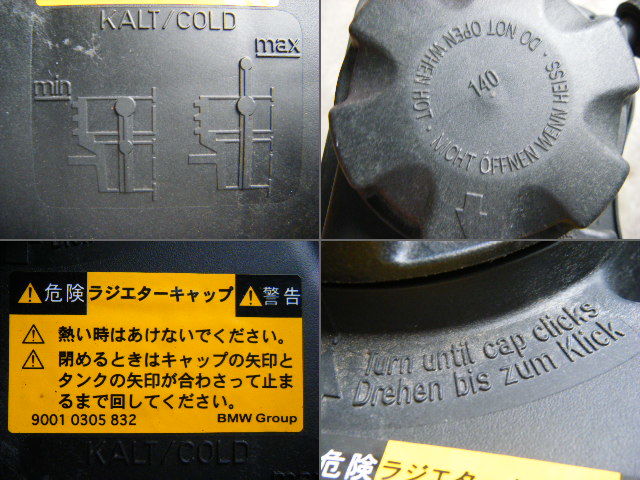 KALT/COLD
max
min
DO NOT OPEN WHEN HOT · NICHT ÖFFNEN WENN HEISS ·
140
危険 ラジエターキャップ 警告
熱い時はあけないでください。
閉めるときはキャップの矢印と
タンクの矢印が合わさって止ま
るまで回してください。
9001 0305 832 BMW Group
KALT/COLD
Turn until cap clicks
Drehen bis zum Klick
危険 ラジエターキャップ